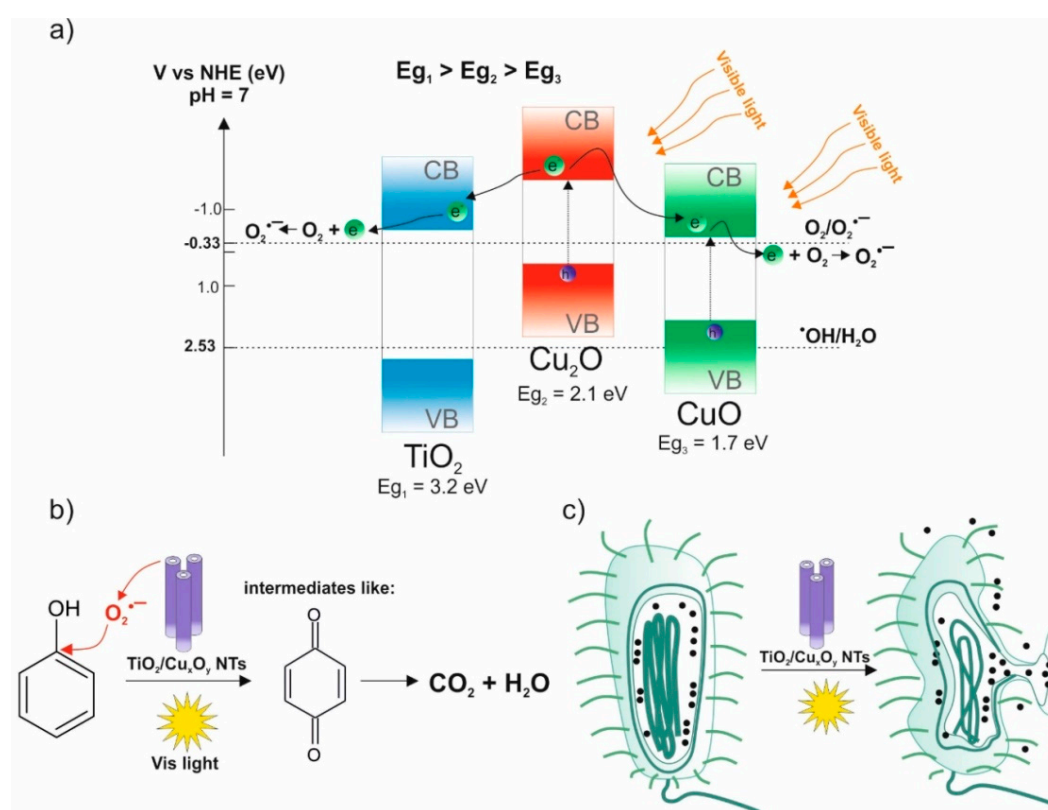 a)
V vs NHE (eV)
pH = 7
Eg₁ > Eg₂ > Eg₃
Visible light
Visible light
CB
CB
CB
e⁻
e⁻
e⁻
e⁻
-1.0
O₂•⁻ ← O₂ + e⁻
O₂/O₂•⁻
-0.33
e⁻ + O₂ → O₂•⁻
1.0
h
h
•OH/H₂O
2.53
VB
VB
VB
Cu₂O
Eg₂ = 2.1 eV
CuO
Eg₃ = 1.7 eV
TiO₂
Eg₁ = 3.2 eV
b)
OH
O₂•⁻
TiO₂/CuₓOᵧ NTs
Vis light
intermediates like:
O
O
CO₂ + H₂O
c)
TiO₂/CuₓOᵧ NTs